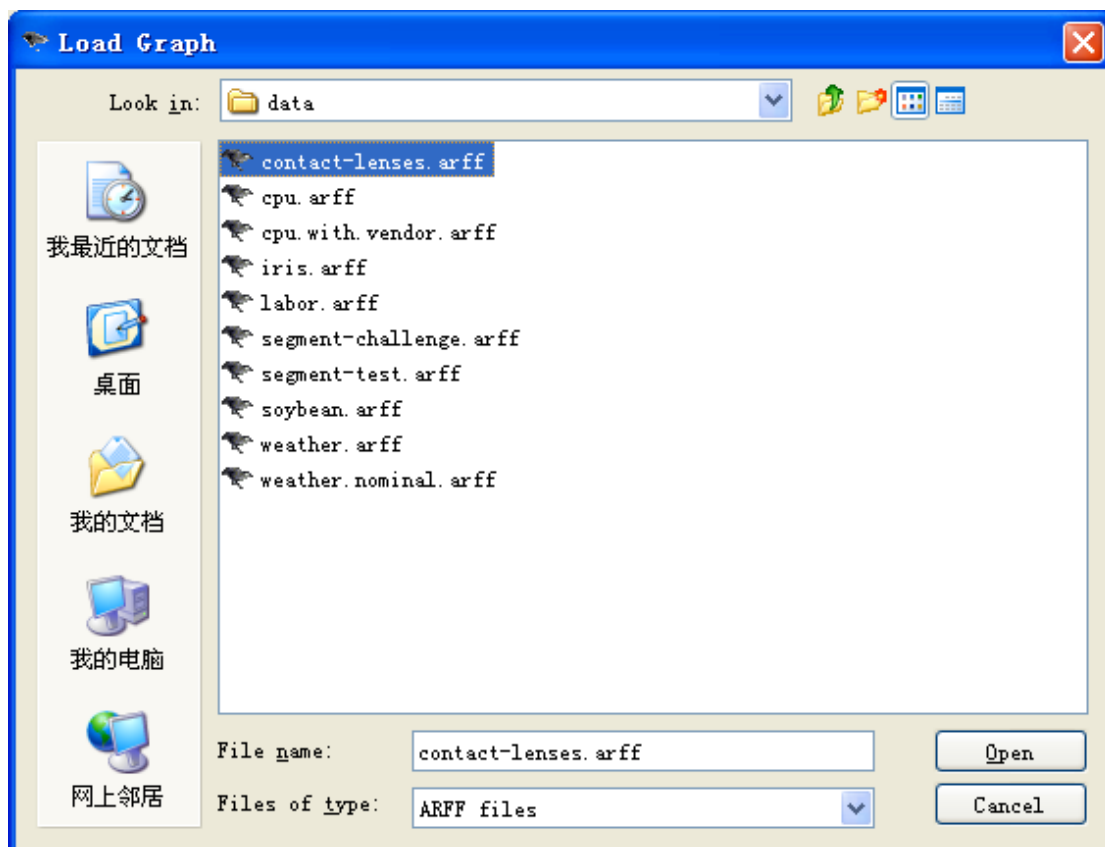 Load Graph
Look in:
data
我最近的文档
桌面
我的文档
我的电脑
网上邻居
contact-lenses.arff
cpu.arff
cpu.with.vendor.arff
iris.arff
labor.arff
segment-challenge.arff
segment-test.arff
soybean.arff
weather.arff
weather.nominal.arff
File name:
contact-lenses.arff
Open
Files of type:
ARFF files
Cancel